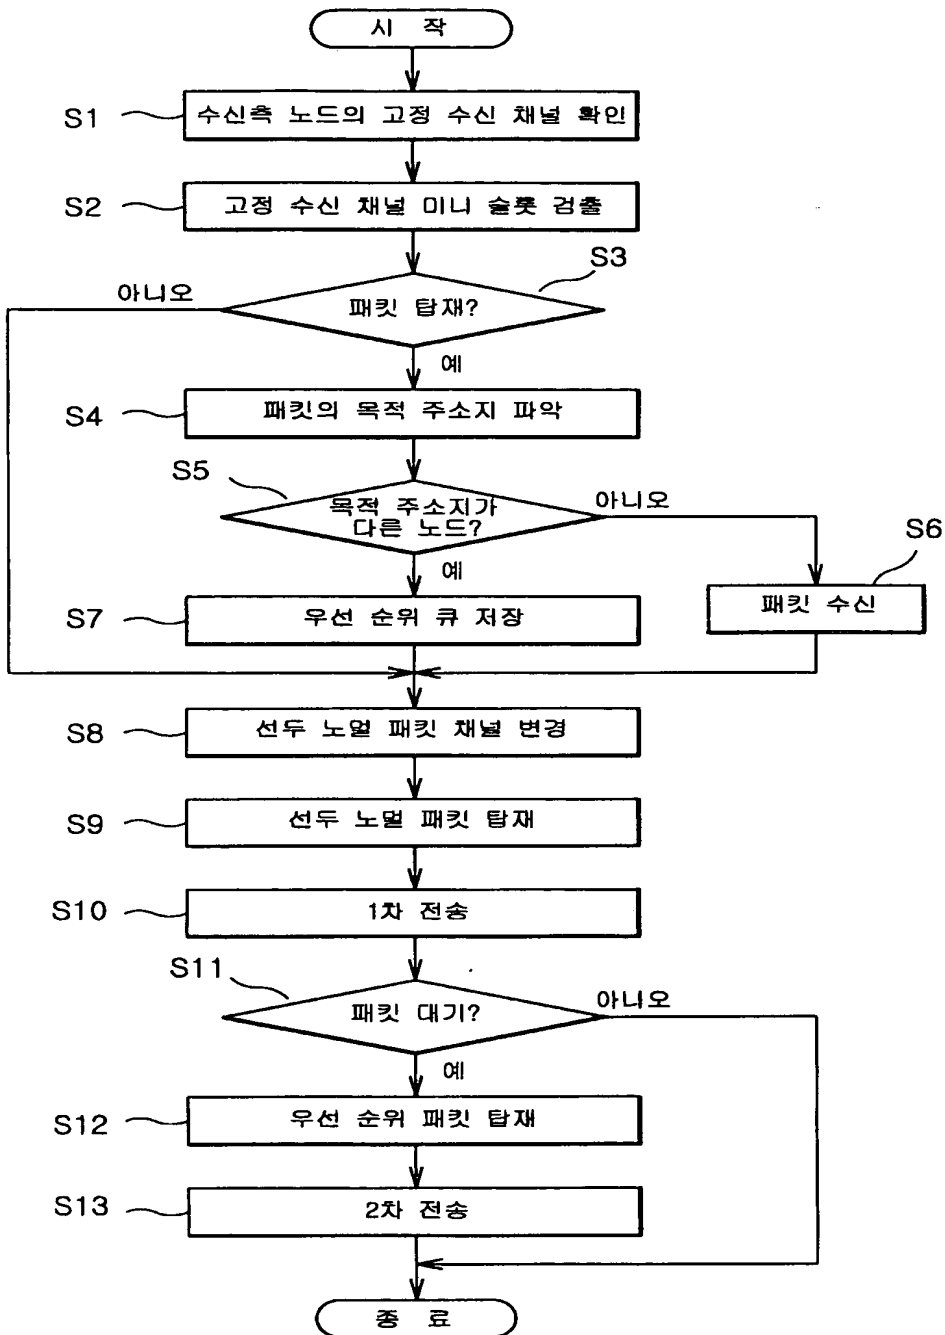 시 작
S1
수신측 노드의 고정 수신 채널 확인
S2
고정 수신 채널 미니 슬롯 검출
S3
패킷 탑재?
아니오
예
S4
패킷의 목적 주소지 파악
S5
목적 주소지가
다른 노드?
아니오
예
S6
패킷 수신
S7
우선 순위 큐 저장
S8
선두 노멀 패킷 채널 변경
S9
선두 노멀 패킷 탑재
S10
1차 전송
S11
패킷 대기?
아니오
예
S12
우선 순위 패킷 탑재
S13
2차 전송
종 료